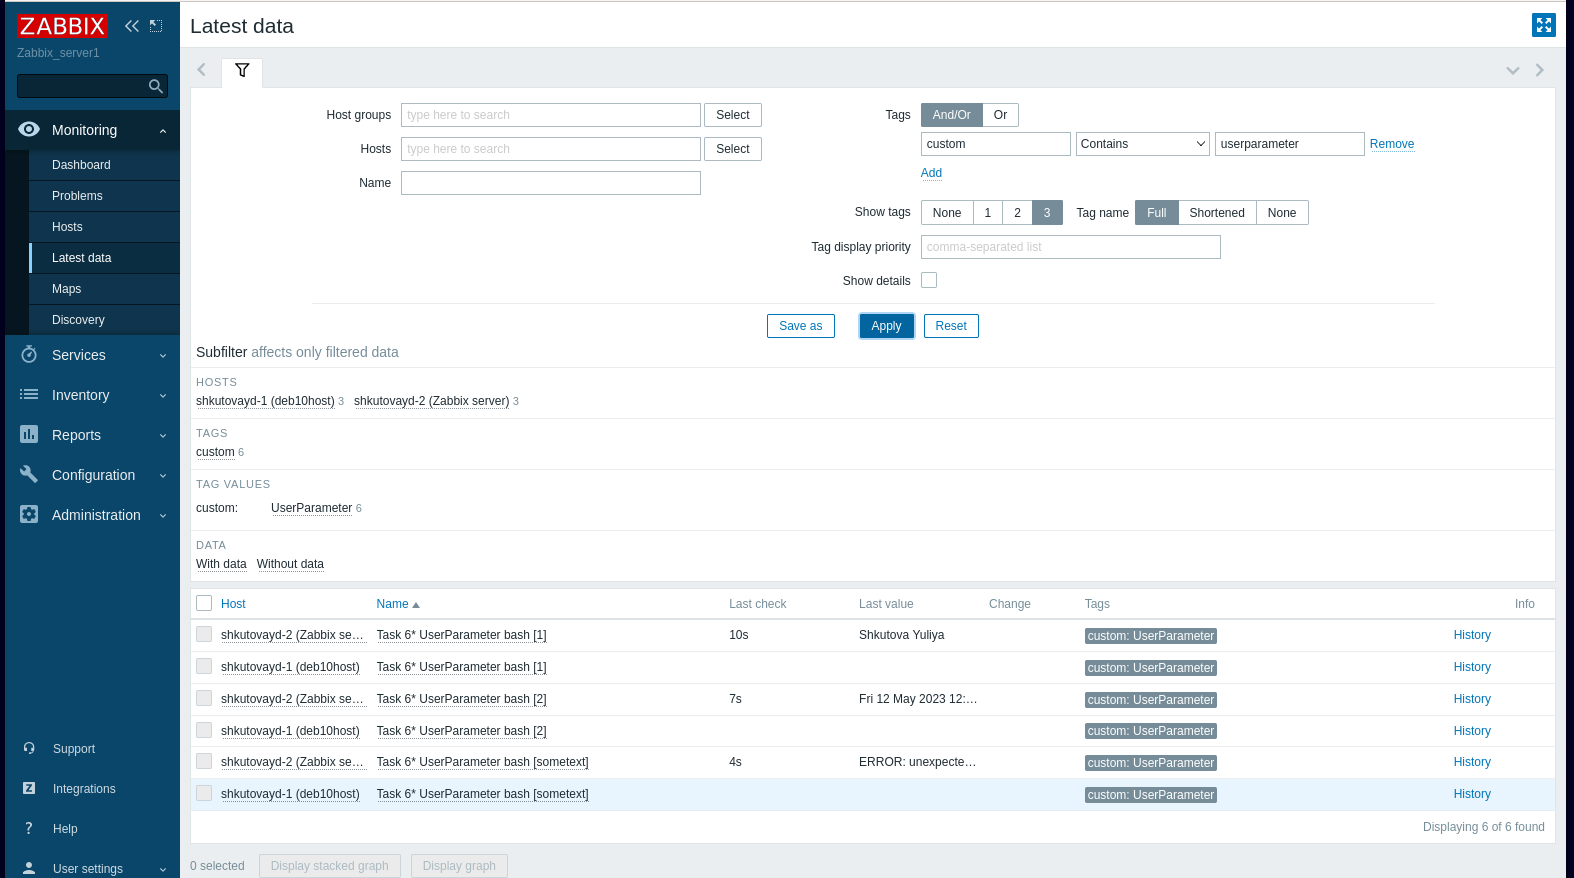 ZABBIX
Zabbix_server1
Monitoring
Dashboard
Problems
Hosts
Latest data
Maps
Discovery
Services
Inventory
Reports
Configuration
Administration
Support
Integrations
Help
User settings
Latest data
Host groups type here to search Select
Hosts type here to search Select
Name
Tags And/Or Or
custom Contains userparameter Remove
Add
Show tags None 1 2 3 Tag name Full Shortened None
Tag display priority comma-separated list
Show details
Save as Apply Reset
Subfilter affects only filtered data
HOSTS
shkutovayd-1 (deb10host) 3 shkutovayd-2 (Zabbix server) 3
TAGS
custom 6
TAG VALUES
custom: UserParameter 6
DATA
With data Without data
Host Name Last check Last value Change Tags Info
shkutovayd-2 (Zabbix se… Task 6* UserParameter bash [1] 10s Shkutova Yuliya custom: UserParameter History
shkutovayd-1 (deb10host) Task 6* UserParameter bash [1] custom: UserParameter History
shkutovayd-2 (Zabbix se… Task 6* UserParameter bash [2] 7s Fri 12 May 2023 12:… custom: UserParameter History
shkutovayd-1 (deb10host) Task 6* UserParameter bash [2] custom: UserParameter History
shkutovayd-2 (Zabbix se… Task 6* UserParameter bash [sometext] 4s ERROR: unexpecte… custom: UserParameter History
shkutovayd-1 (deb10host) Task 6* UserParameter bash [sometext] custom: UserParameter History
Displaying 6 of 6 found
0 selected Display stacked graph Display graph